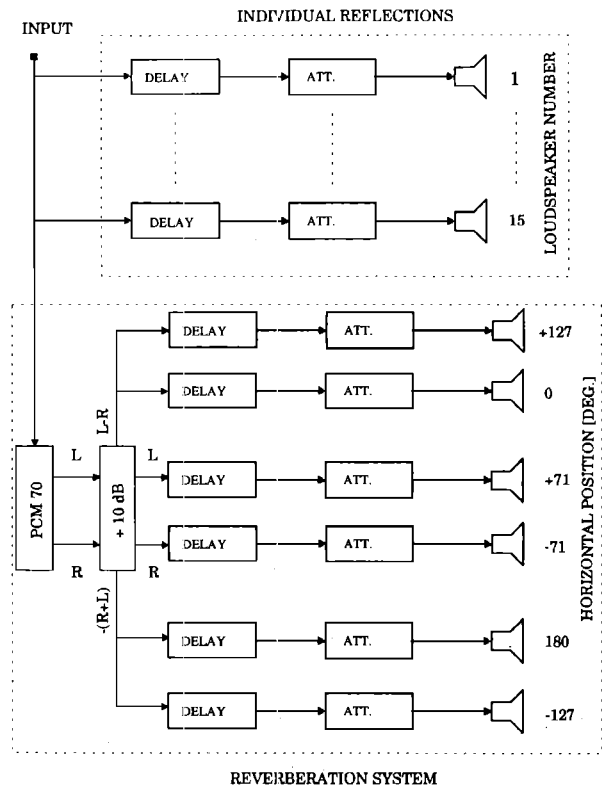 INDIVIDUAL REFLECTIONS
INPUT
DELAY
ATT.
1
LOUDSPEAKER NUMBER
DELAY
ATT.
15
DELAY
ATT.
+127
L-R
DELAY
ATT.
0
HORIZONTAL POSITION [DEG.]
PCM 70
L
+ 10 dB
L
DELAY
ATT.
+71
R
R
DELAY
ATT.
-71
-(R+L)
DELAY
ATT.
180
DELAY
ATT.
-127
REVERBERATION SYSTEM